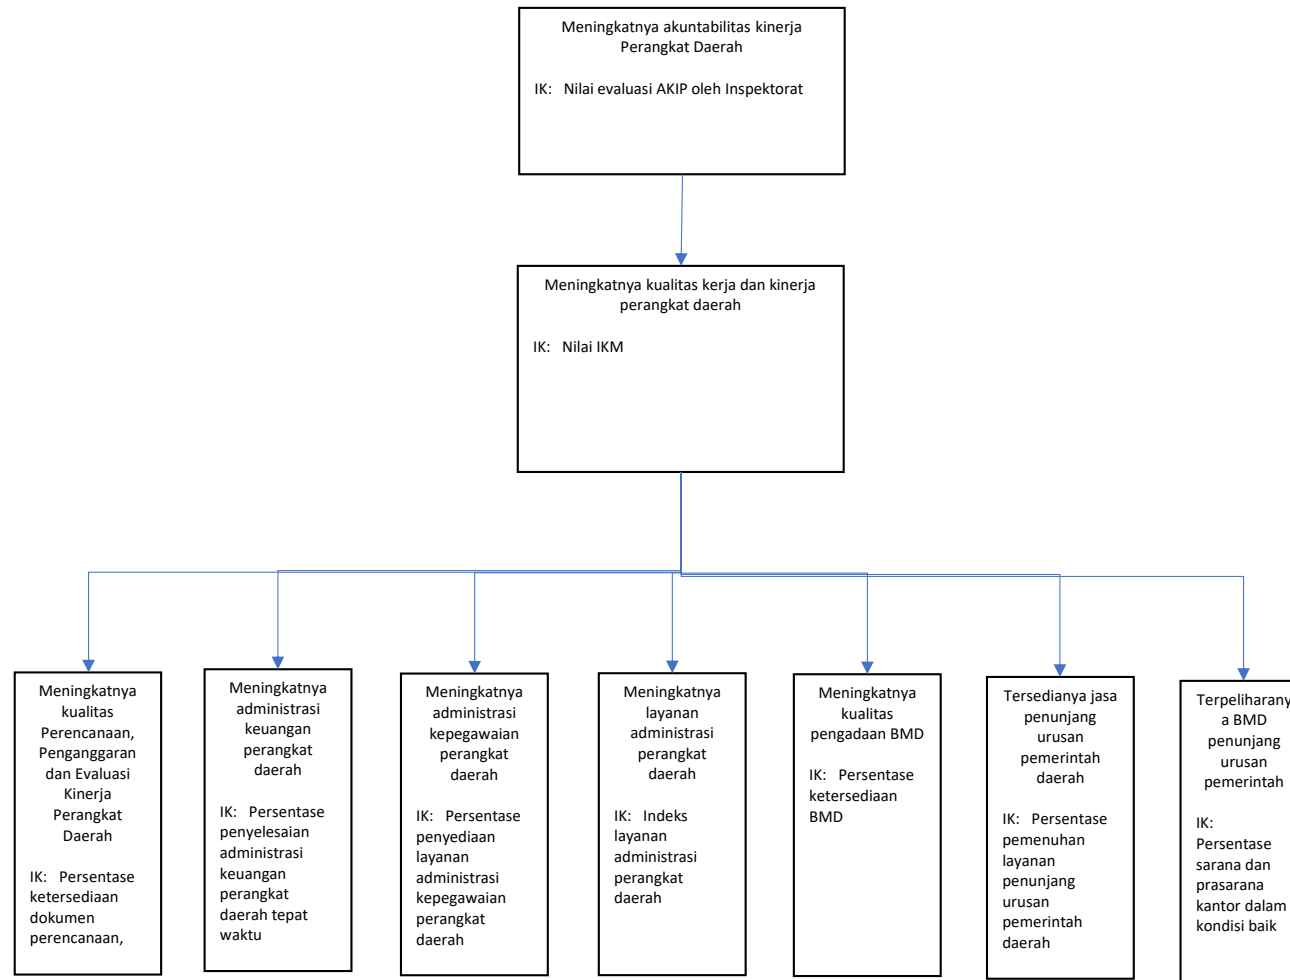 Meningkatnya akuntabilitas kinerja
Perangkat Daerah
IK: Nilai evaluasi AKIP oleh Inspektorat
Meningkatnya kualitas kerja dan kinerja
perangkat daerah
IK: Nilai IKM
Meningkatnya
kualitas
Perencanaan,
Penganggaran
dan Evaluasi
Kinerja
Perangkat
Daerah
IK: Persentase
ketersediaan
dokumen
perencanaan,
Meningkatnya
administrasi
keuangan
perangkat
daerah
IK: Persentase
penyelesaian
administrasi
keuangan
perangkat
daerah tepat
waktu
Meningkatnya
administrasi
kepegawaian
perangkat
daerah
IK: Persentase
penyediaan
layanan
administrasi
kepegawaian
perangkat
daerah
Meningkatnya
layanan
administrasi
perangkat
daerah
IK: Indeks
layanan
administrasi
perangkat
daerah
Meningkatnya
kualitas
pengadaan BMD
IK: Persentase
ketersediaan
BMD
Tersedianya jasa
penunjang
urusan
pemerintah
daerah
IK: Persentase
pemenuhan
layanan
penunjang
urusan
pemerintah
daerah
Terpeliharany
a BMD
penunjang
urusan
pemerintah
IK:
Persentase
sarana dan
prasarana
kantor dalam
kondisi baik